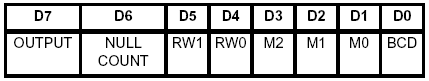 D7 D6 D5 D4 D3 D2 D1 D0
OUTPUT NULL COUNT RW1 RW0 M2 M1 M0 BCD